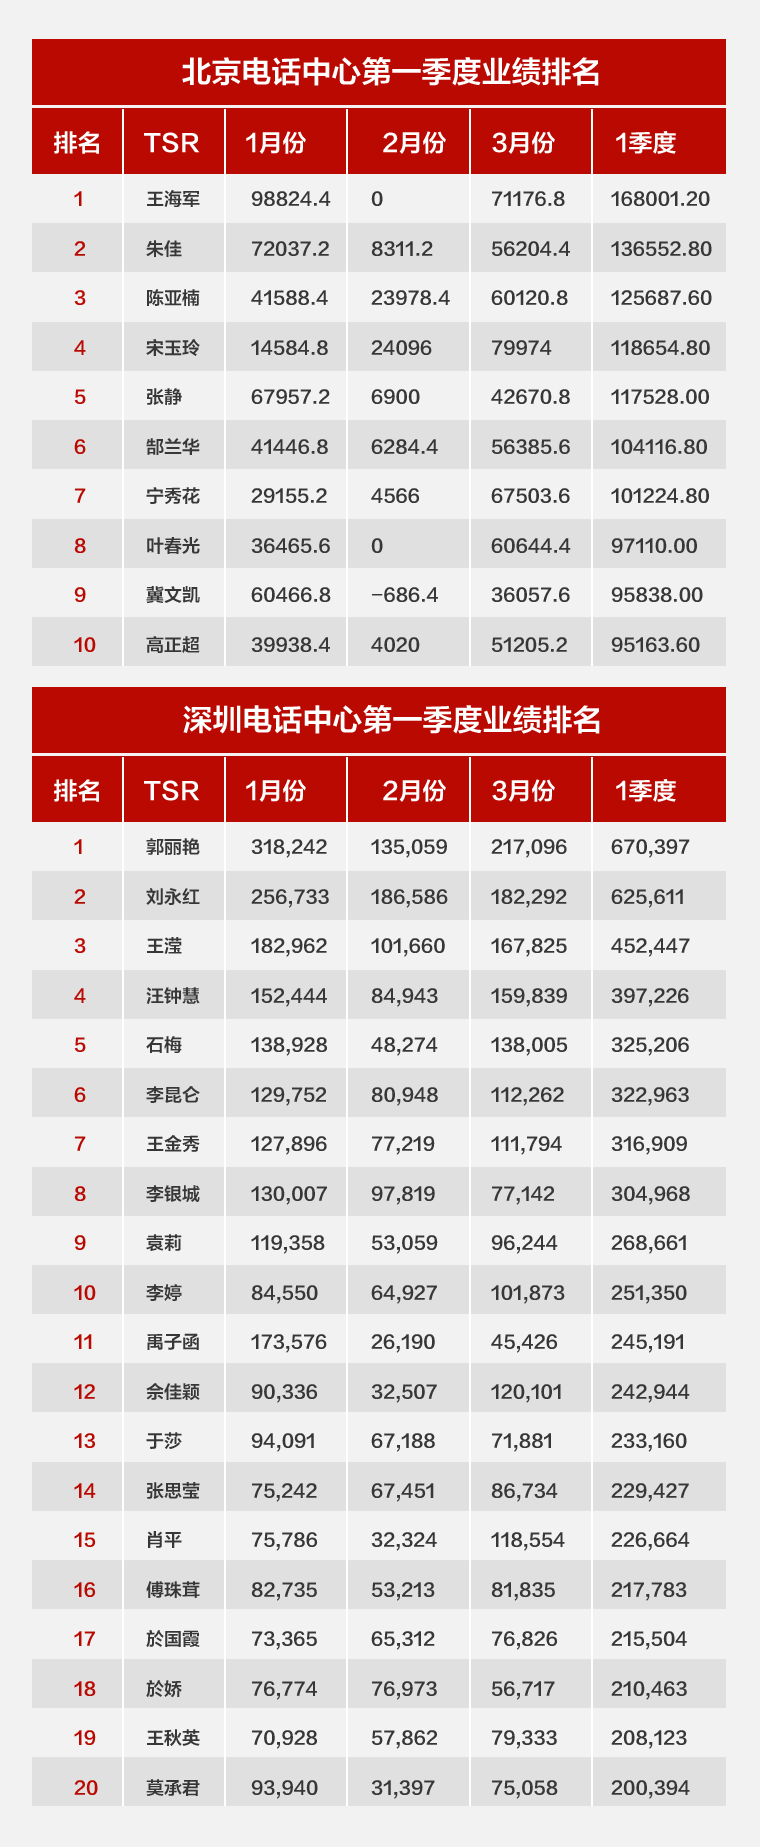 北京电话中心第一季度业绩排名
排名 TSR 1月份 2月份 3月份 1季度
1 王海军 98824.4 0 71176.8 168001.20
2 朱佳 72037.2 8311.2 56204.4 136552.80
3 陈亚楠 41588.4 23978.4 60120.8 125687.60
4 宋玉玲 14584.8 24096 79974 118654.80
5 张静 67957.2 6900 42670.8 117528.00
6 郜兰华 41446.8 6284.4 56385.6 104116.80
7 宁秀花 29155.2 4566 67503.6 101224.80
8 叶春光 36465.6 0 60644.4 97110.00
9 冀文凯 60466.8 -686.4 36057.6 95838.00
10 高正超 39938.4 4020 51205.2 95163.60
深圳电话中心第一季度业绩排名
排名 TSR 1月份 2月份 3月份 1季度
1 郭丽艳 318,242 135,059 217,096 670,397
2 刘永红 256,733 186,586 182,292 625,611
3 王滢 182,962 101,660 167,825 452,447
4 汪钟慧 152,444 84,943 159,839 397,226
5 石梅 138,928 48,274 138,005 325,206
6 李昆仑 129,752 80,948 112,262 322,963
7 王金秀 127,896 77,219 111,794 316,909
8 李银城 130,007 97,819 77,142 304,968
9 袁莉 119,358 53,059 96,244 268,661
10 李婷 84,550 64,927 101,873 251,350
11 禹子函 173,576 26,190 45,426 245,191
12 佘佳颖 90,336 32,507 120,101 242,944
13 于莎 94,091 67,188 71,881 233,160
14 张思莹 75,242 67,451 86,734 229,427
15 肖平 75,786 32,324 118,554 226,664
16 傅珠茸 82,735 53,213 81,835 217,783
17 於国霞 73,365 65,312 76,826 215,504
18 於娇 76,774 76,973 56,717 210,463
19 王秋英 70,928 57,862 79,333 208,123
20 莫承君 93,940 31,397 75,058 200,394